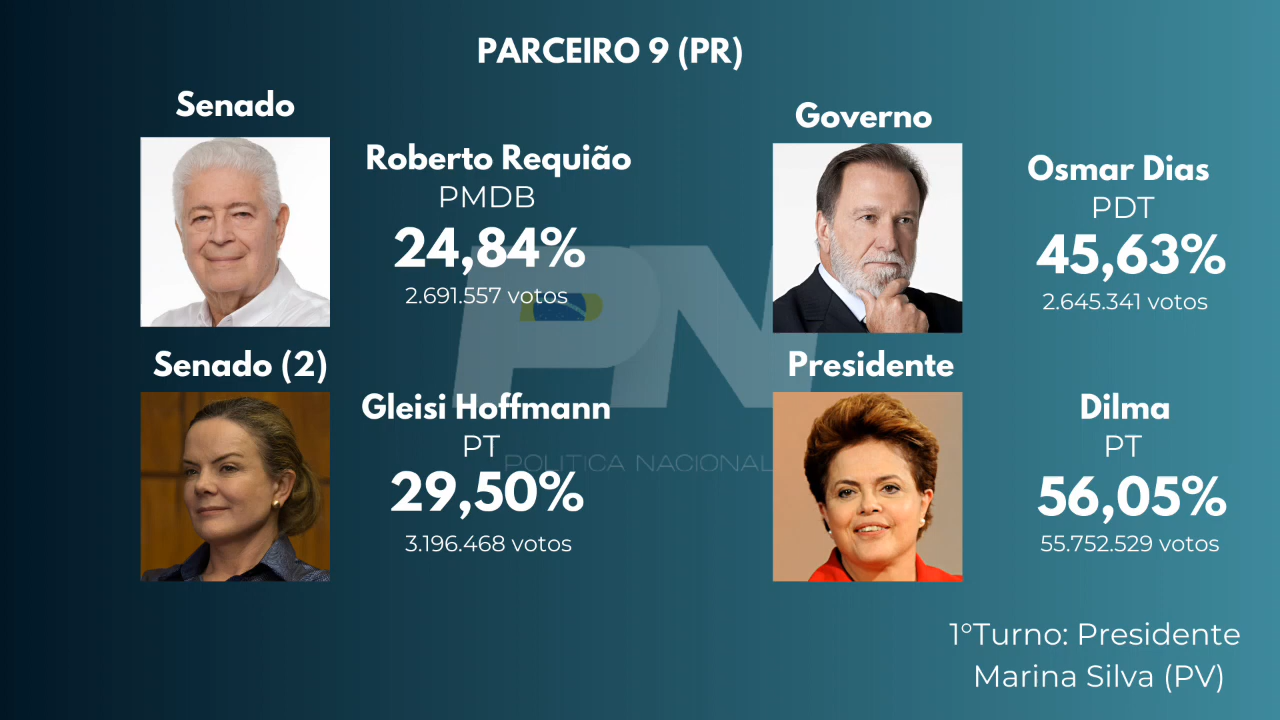 PARCEIRO 9 (PR)
Senado
Roberto Requião
PMDB
24,84%
2.691.557 votos
Governo
Osmar Dias
PDT
45,63%
2.645.341 votos
Senado (2)
Gleisi Hoffmann
PT
29,50%
3.196.468 votos
Presidente
Dilma
PT
56,05%
55.752.529 votos
PN
POLITICA NACIONAL
1°Turno: Presidente
Marina Silva (PV)